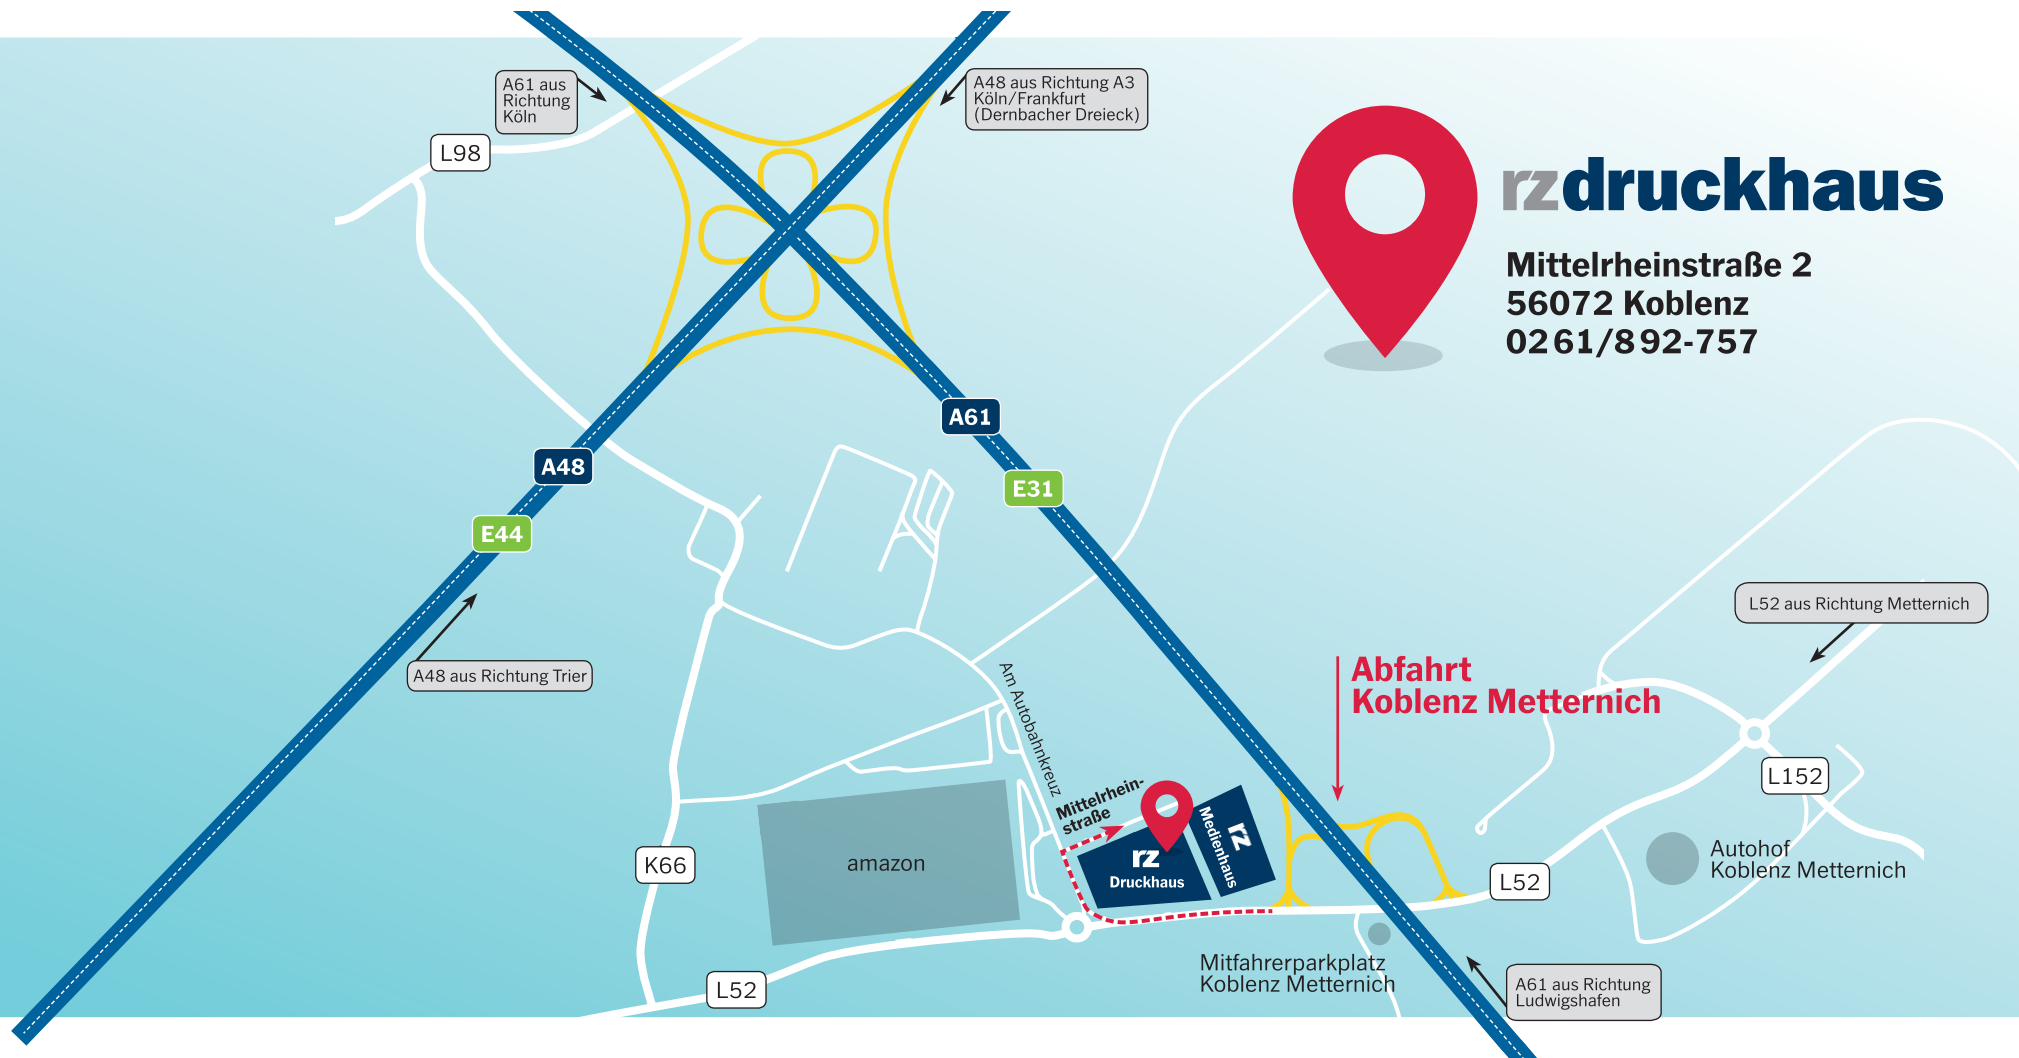 A61 aus
Richtung
Köln
A48 aus Richtung A3
Köln/Frankfurt
(Dernbacher Dreieck)
L98
rzdruckhaus
Mittelrheinstraße 2
56072 Koblenz
0261/892-757
A61
A48
E31
E44
L52 aus Richtung Metternich
A48 aus Richtung Trier
Abfahrt
Koblenz Metternich
Am Autobahnkreuz
L152
Mittelrhein-
straße
rz
Medienhaus
rz
Druckhaus
amazon
K66
Autohof
Koblenz Metternich
L52
Mitfahrerparkplatz
Koblenz Metternich
L52
A61 aus Richtung
Ludwigshafen